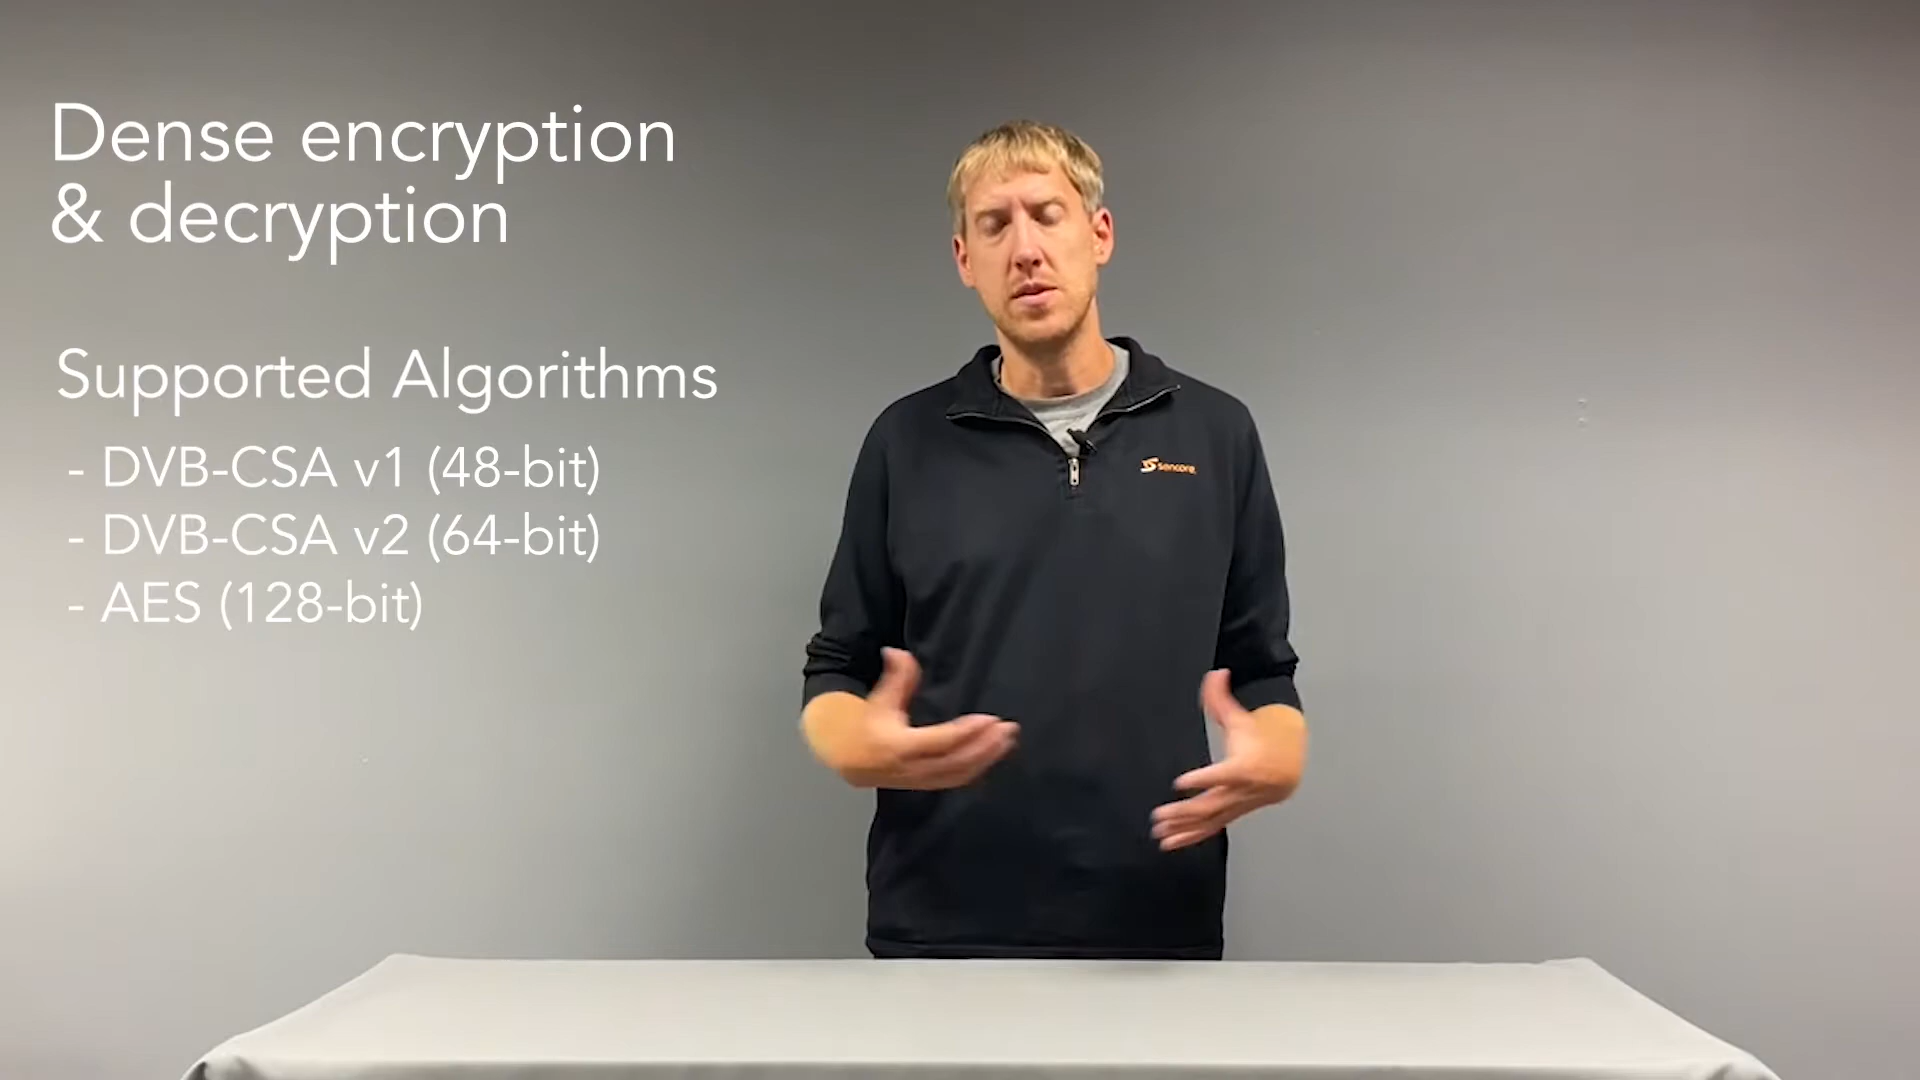 Dense encryption
& decryption
Supported Algorithms
- DVB-CSA v1 (48-bit)
- DVB-CSA v2 (64-bit)
- AES (128-bit)
sencore